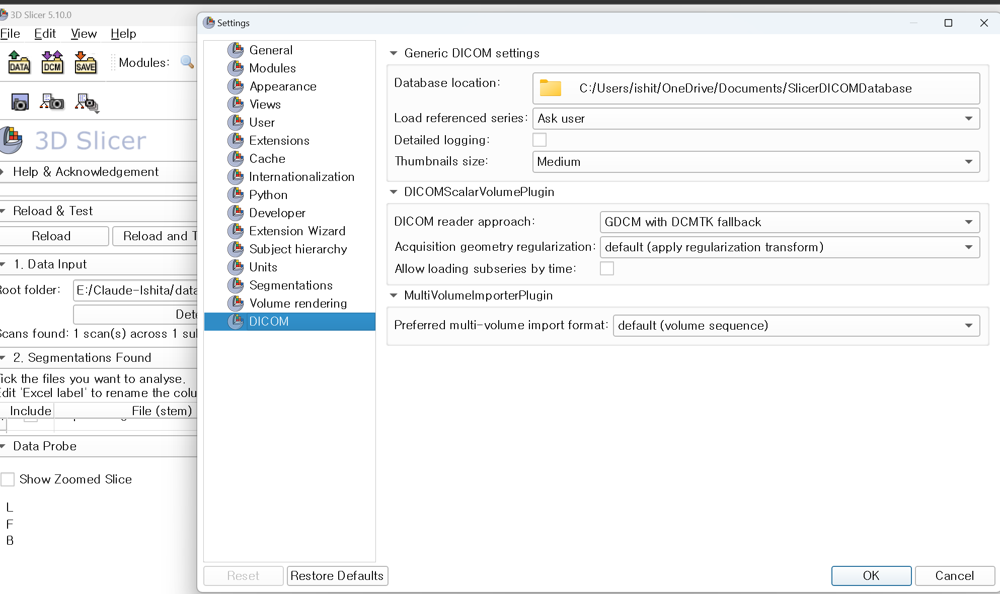 3D Slicer 5.10.0
File Edit View Help
DATA DCM SAVE Modules:
3D Slicer
Help & Acknowledgement
Reload & Test
Reload Reload and T
1. Data Input
Root folder: E:/Claude-Ishita/data
Dete
Scans found: 1 scan(s) across 1 su
2. Segmentations Found
Tick the files you want to analyse.
Edit 'Excel label' to rename the colu
Include File (stem)
Data Probe
Show Zoomed Slice
L
F
B
Settings
General
Modules
Appearance
Views
User
Extensions
Cache
Internationalization
Python
Developer
Extension Wizard
Subject hierarchy
Units
Segmentations
Volume rendering
DICOM
Generic DICOM settings
Database location: C:/Users/ishit/OneDrive/Documents/SlicerDICOMDatabase
Load referenced series: Ask user
Detailed logging:
Thumbnails size: Medium
DICOMScalarVolumePlugin
DICOM reader approach: GDCM with DCMTK fallback
Acquisition geometry regularization: default (apply regularization transform)
Allow loading subseries by time:
MultiVolumeImporterPlugin
Preferred multi-volume import format: default (volume sequence)
Reset Restore Defaults OK Cancel